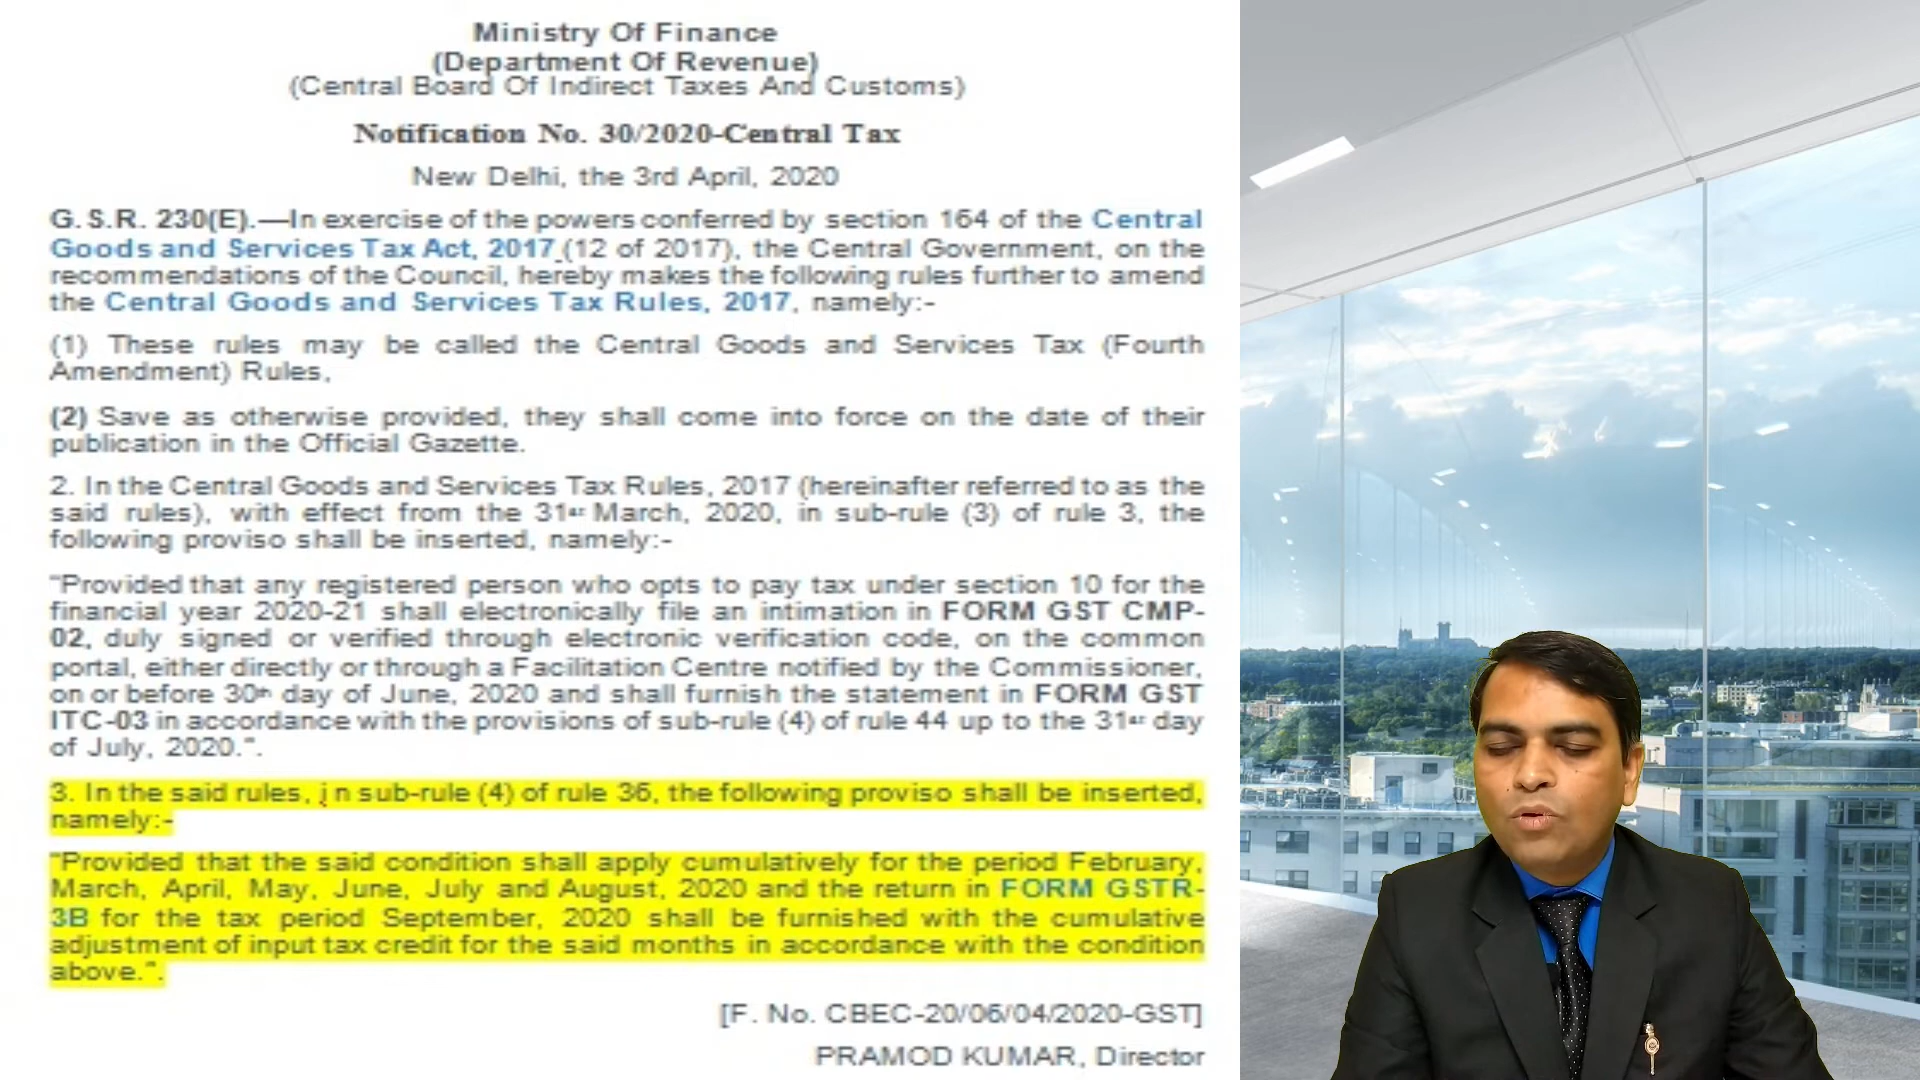 Ministry Of Finance
(Department Of Revenue)
(Central Board Of Indirect Taxes And Customs)
Notification No. 30/2020-Central Tax
New Delhi, the 3rd April, 2020
G.S.R. 230(E).—In exercise of the powers conferred by section 164 of the Central
Goods and Services Tax Act, 2017 (12 of 2017), the Central Government, on the
recommendations of the Council, hereby makes the following rules further to amend
the Central Goods and Services Tax Rules, 2017, namely:-
(1) These rules may be called the Central Goods and Services Tax (Fourth
Amendment) Rules,
(2) Save as otherwise provided, they shall come into force on the date of their
publication in the Official Gazette.
2. In the Central Goods and Services Tax Rules, 2017 (hereinafter referred to as the
said rules), with effect from the 31st March, 2020, in sub-rule (3) of rule 3, the
following proviso shall be inserted, namely:-
"Provided that any registered person who opts to pay tax under section 10 for the
financial year 2020-21 shall electronically file an intimation in FORM GST CMP-
02, duly signed or verified through electronic verification code, on the common
portal, either directly or through a Facilitation Centre notified by the Commissioner,
on or before 30th day of June, 2020 and shall furnish the statement in FORM GST
ITC-03 in accordance with the provisions of sub-rule (4) of rule 44 up to the 31st day
of July, 2020.".
3. In the said rules, in sub-rule (4) of rule 36, the following proviso shall be inserted,
namely:-
"Provided that the said condition shall apply cumulatively for the period February,
March, April, May, June, July and August, 2020 and the return in FORM GSTR-
3B for the tax period September, 2020 shall be furnished with the cumulative
adjustment of input tax credit for the said months in accordance with the condition
above.".
[F. No. CBEC-20/06/04/2020-GST]
PRAMOD KUMAR, Director